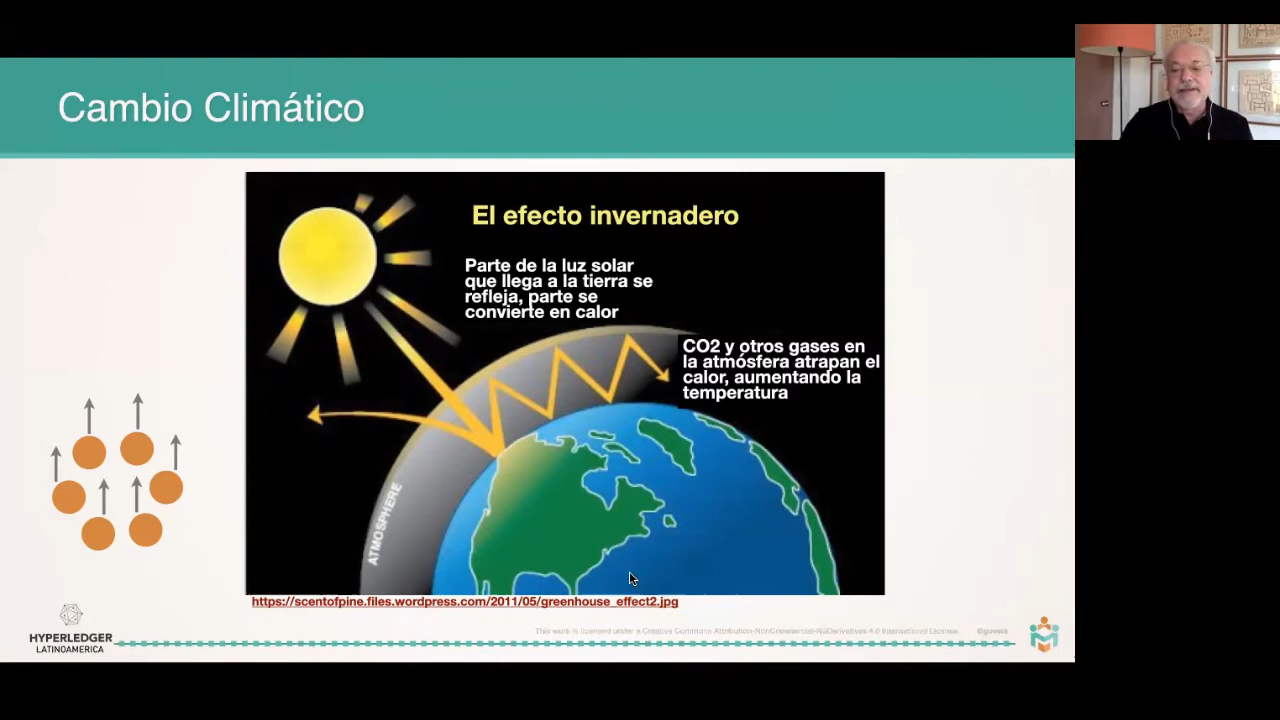 Cambio Climático
El efecto invernadero
Parte de la luz solar
que llega a la tierra se
refleja, parte se
convierte en calor
CO2 y otros gases en
la atmósfera atrapan el
calor, aumentando la
temperatura
ATMOSPHERE
https://scentofpine.files.wordpress.com/2011/05/greenhouse_effect2.jpg
This work is licensed under a Creative Commons Attribution-NonCommercial-NoDerivatives 4.0 International License.
HYPERLEDGER
LATINOAMERICA